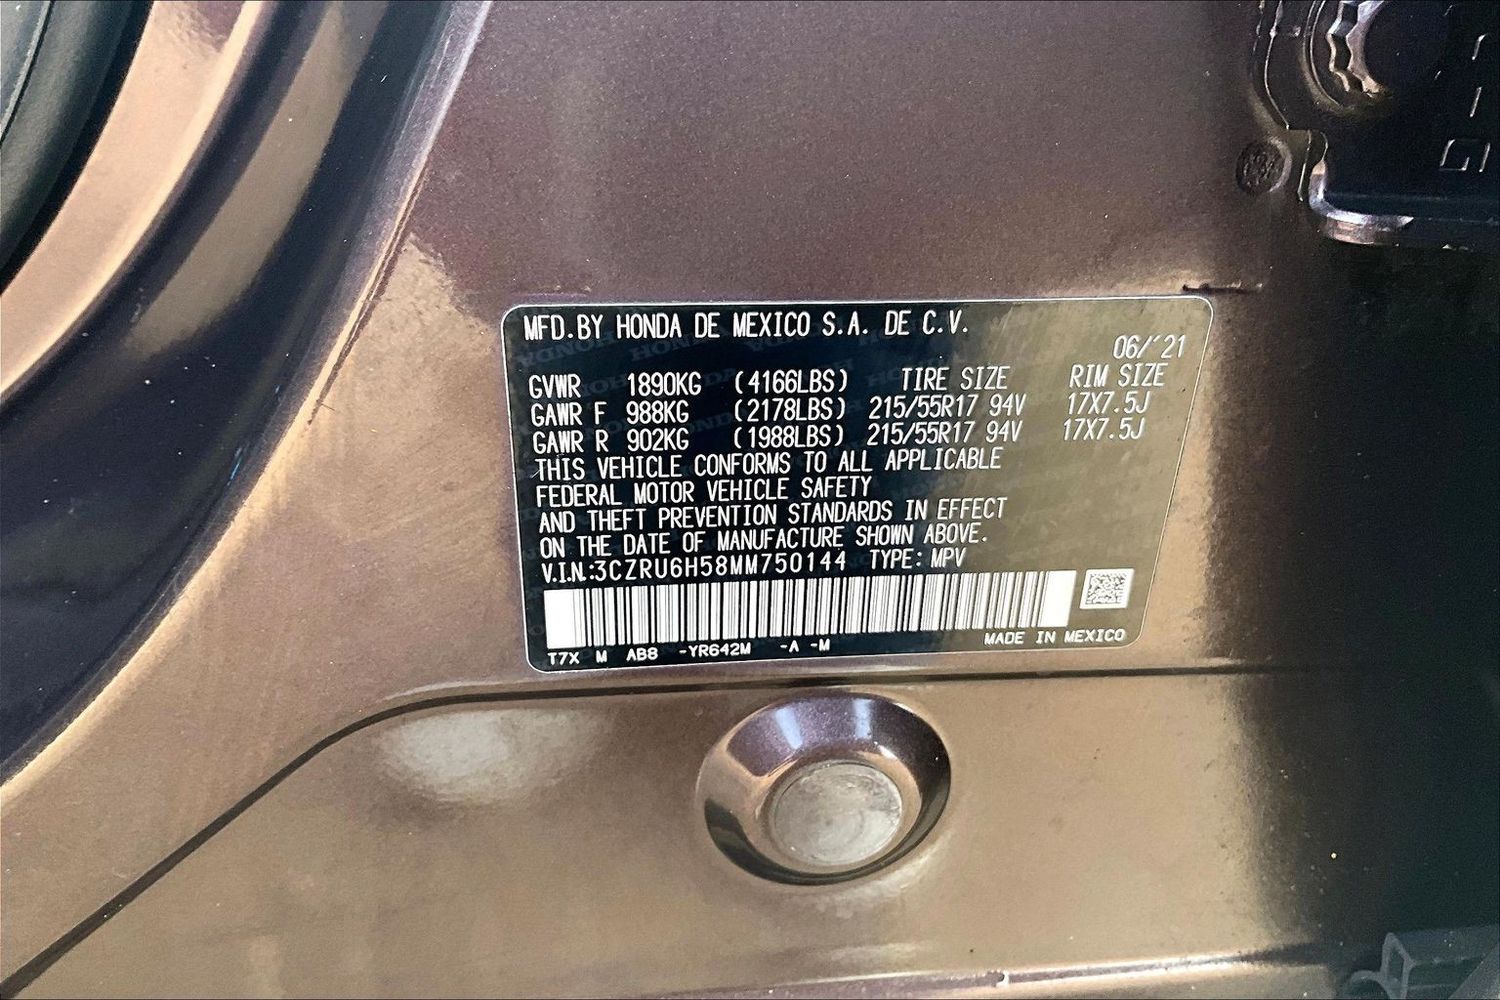 MFD.BY HONDA DE MEXICO S.A. DE C.V.
06/'21
GVWR 1890KG (4166LBS) TIRE SIZE RIM SIZE
GAWR F 988KG (2178LBS) 215/55R17 94V 17X7.5J
GAWR R 902KG (1988LBS) 215/55R17 94V 17X7.5J
THIS VEHICLE CONFORMS TO ALL APPLICABLE
FEDERAL MOTOR VEHICLE SAFETY
AND THEFT PREVENTION STANDARDS IN EFFECT
ON THE DATE OF MANUFACTURE SHOWN ABOVE.
V.I.N.:3CZRU6H58MM750144 TYPE: MPV
MADE IN MEXICO
T7X M AB8 -YR642M -A -M